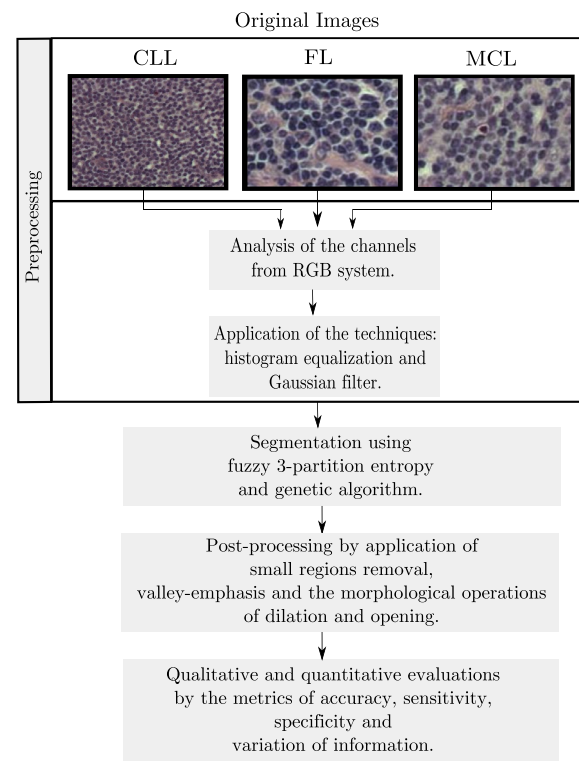 Original Images
CLL
FL
MCL
Preprocessing
Analysis of the channels
from RGB system.
Application of the techniques:
histogram equalization and
Gaussian filter.
Segmentation using
fuzzy 3-partition entropy
and genetic algorithm.
Post-processing by application of
small regions removal,
valley-emphasis and the morphological operations
of dilation and opening.
Qualitative and quantitative evaluations
by the metrics of accuracy, sensitivity,
specificity and
variation of information.